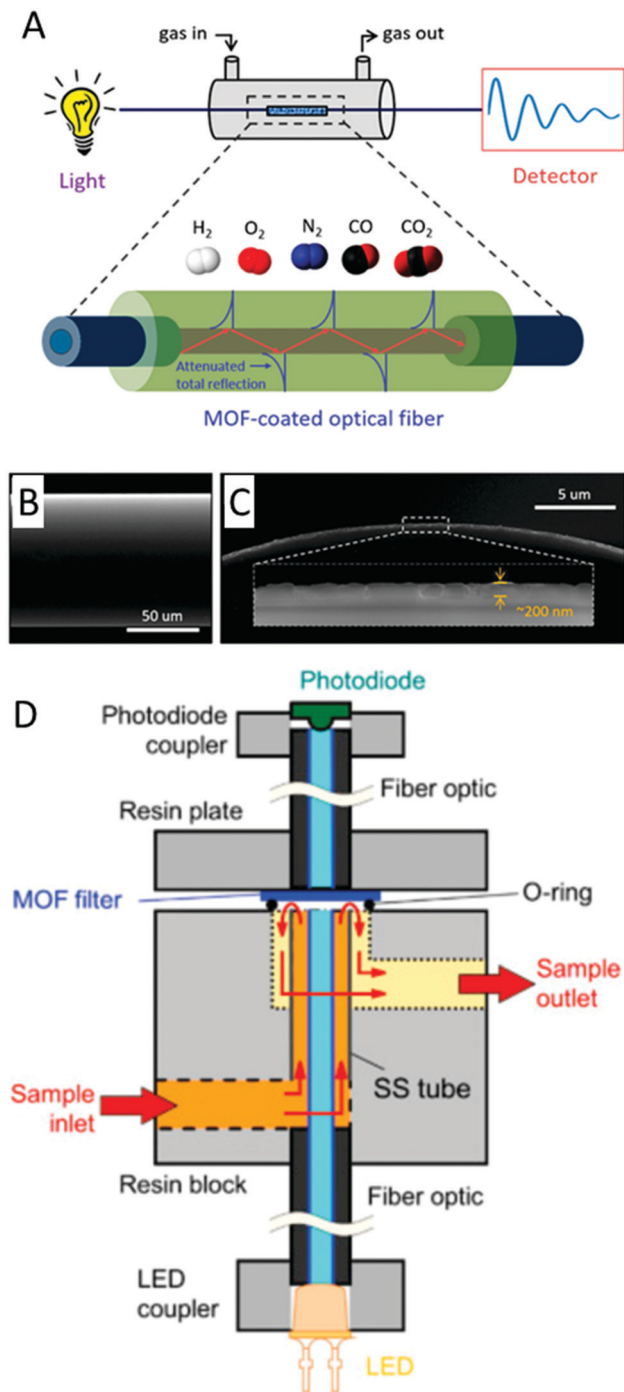 A
gas in
gas out
Light
Detector
H2 O2 N2 CO CO2
Attenuated
total reflection
MOF-coated optical fiber
B
50 um
C
5 um
~200 nm
D
Photodiode
Photodiode
coupler
Fiber optic
Resin plate
MOF filter
O-ring
Sample
outlet
SS tube
Sample
inlet
Resin block
Fiber optic
LED
coupler
LED